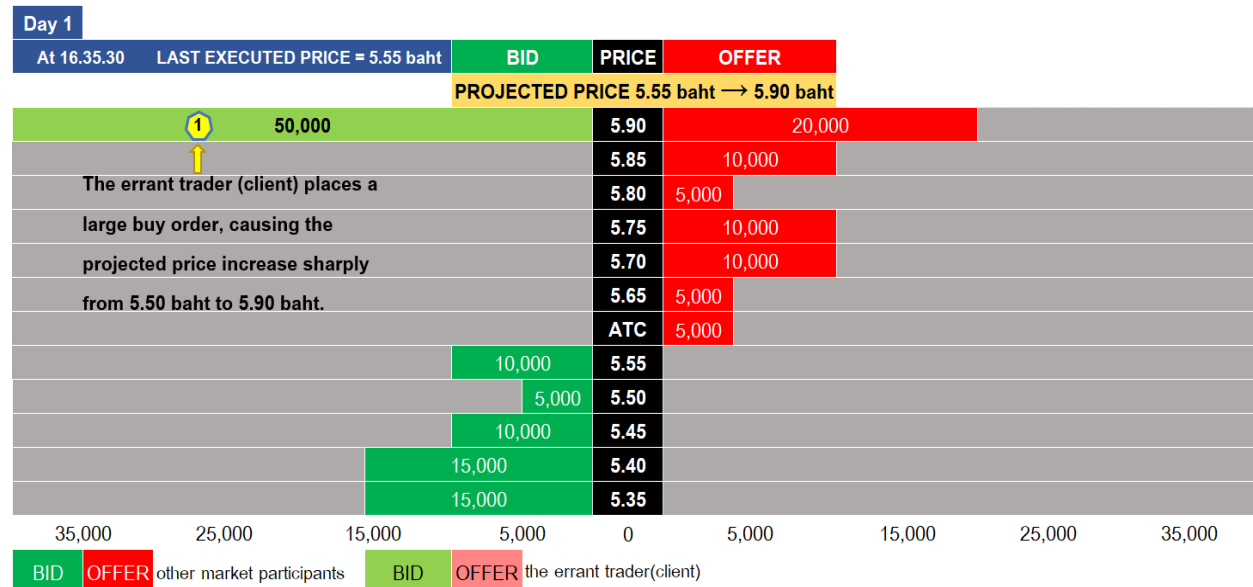 Day 1
At 16.35.30 LAST EXECUTED PRICE = 5.55 baht BID PRICE OFFER
PROJECTED PRICE 5.55 baht → 5.90 baht
1 50,000 5.90 20,000
5.85 10,000
The errant trader (client) places a
5.80 5,000
large buy order, causing the
5.75 10,000
projected price increase sharply
5.70 10,000
from 5.50 baht to 5.90 baht.
5.65 5,000
ATC 5,000
10,000 5.55
5,000 5.50
10,000 5.45
15,000 5.40
15,000 5.35
35,000 25,000 15,000 5,000 0 5,000 15,000 25,000 35,000
BID OFFER other market participants BID OFFER the errant trader(client)